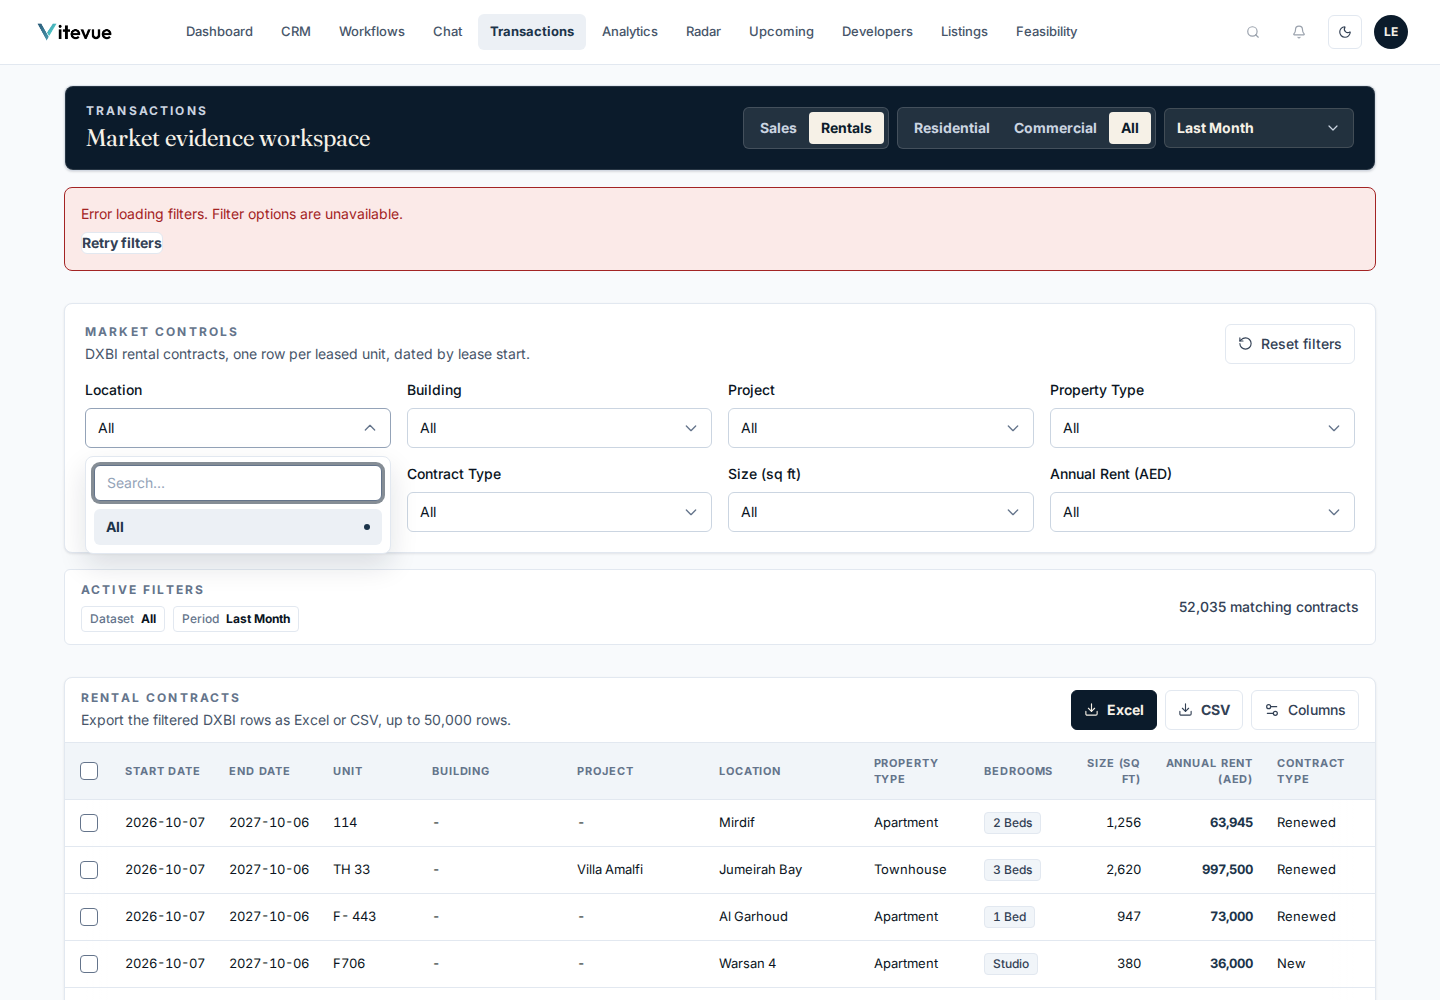 Vitevue
Dashboard CRM Workflows Chat Transactions Analytics Radar Upcoming Developers Listings Feasibility LE
TRANSACTIONS
Market evidence workspace
Sales Rentals Residential Commercial All Last Month
Error loading filters. Filter options are unavailable.
Retry filters
MARKET CONTROLS
DXBI rental contracts, one row per leased unit, dated by lease start.
Reset filters
Location Building Project Property Type
All All All All
Search...
All
Contract Type Size (sq ft) Annual Rent (AED)
All All All
ACTIVE FILTERS
Dataset All Period Last Month
52,035 matching contracts
RENTAL CONTRACTS
Export the filtered DXBI rows as Excel or CSV, up to 50,000 rows.
Excel CSV Columns
START DATE END DATE UNIT BUILDING PROJECT LOCATION PROPERTY TYPE BEDROOMS SIZE (SQ FT) ANNUAL RENT (AED) CONTRACT TYPE
2026-10-07 2027-10-06 114 - - Mirdif Apartment 2 Beds 1,256 63,945 Renewed
2026-10-07 2027-10-06 TH 33 - Villa Amalfi Jumeirah Bay Townhouse 3 Beds 2,620 997,500 Renewed
2026-10-07 2027-10-06 F- 443 - - Al Garhoud Apartment 1 Bed 947 73,000 Renewed
2026-10-07 2027-10-06 F706 - - Warsan 4 Apartment Studio 380 36,000 New